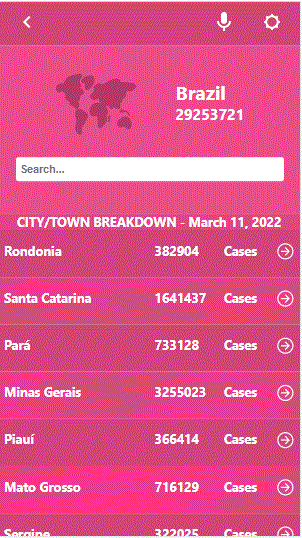 Brazil
29253721
Search...
CITY/TOWN BREAKDOWN - March 11, 2022
Rondonia 382904 Cases
Santa Catarina 1641437 Cases
Pará 733128 Cases
Minas Gerais 3255023 Cases
Piauí 366414 Cases
Mato Grosso 716129 Cases
Sergipe 322025 Cases